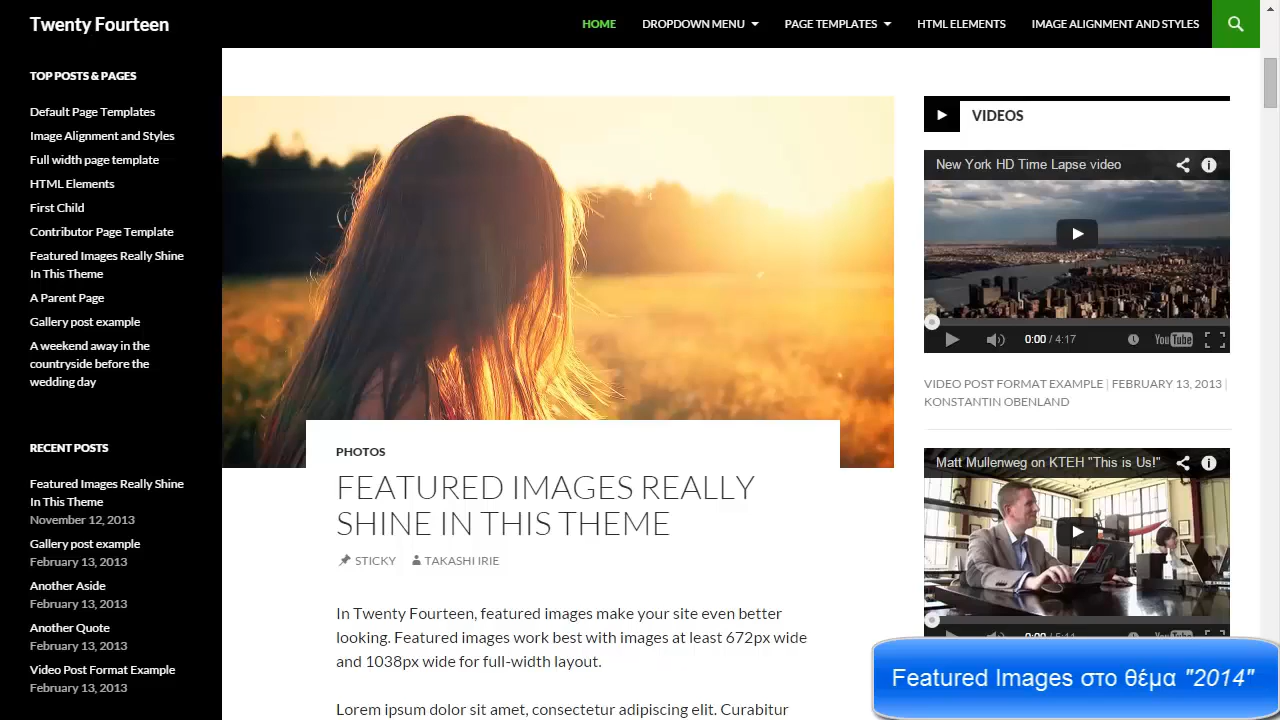 Twenty Fourteen
HOME
DROPDOWN MENU
PAGE TEMPLATES
HTML ELEMENTS
IMAGE ALIGNMENT AND STYLES
TOP POSTS & PAGES
Default Page Templates
Image Alignment and Styles
Full width page template
HTML Elements
First Child
Contributor Page Template
Featured Images Really Shine
In This Theme
A Parent Page
Gallery post example
A weekend away in the
countryside before the
wedding day
RECENT POSTS
Featured Images Really Shine
In This Theme
November 12, 2013
Gallery post example
February 13, 2013
Another Aside
February 13, 2013
Another Quote
February 13, 2013
Video Post Format Example
February 13, 2013
PHOTOS
FEATURED IMAGES REALLY
SHINE IN THIS THEME
STICKY TAKASHI IRIE
In Twenty Fourteen, featured images make your site even better
looking. Featured images work best with images at least 672px wide
and 1038px wide for full-width layout.
Lorem ipsum dolor sit amet, consectetur adipiscing elit. Curabitur
VIDEOS
New York HD Time Lapse video
0:00 / 4:17
YouTube
VIDEO POST FORMAT EXAMPLE | FEBRUARY 13, 2013 |
KONSTANTIN OBENLAND
Matt Mullenweg on KTEH "This is Us!"
Featured Images στο θέμα "2014"